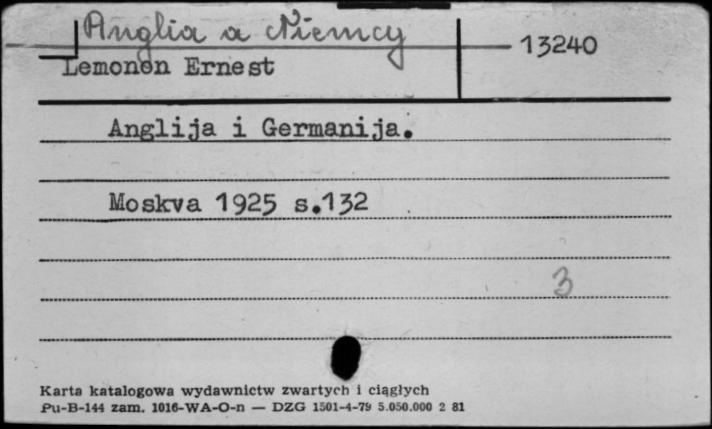 Anglia a Niemcy
13240
Lemonon Ernest
Anglija i Germanija.
Moskva 1925 s.132
3
Karta katalogowa wydawnictw zwartych i ciągłych
Pu-B-144 zam. 1016-WA-O-n — DZG 1501-4-79 5.050.000 2 81